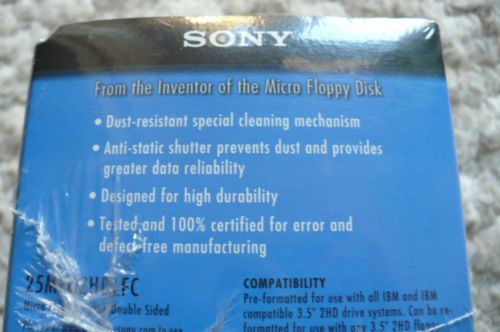 SONY
From the Inventor of the Micro Floppy Disk
• Dust-resistant special cleaning mechanism
• Anti-static shutter prevents dust and provides
greater data reliability
• Designed for high durability
• Tested and 100% certified for error and
defect-free manufacturing
COMPATIBILITY
Double Sided
Pre-formatted for use with all IBM and IBM
compatible 3.5" 2HD drive systems. Can be re-
formatted for use with any 3.5" 2HD